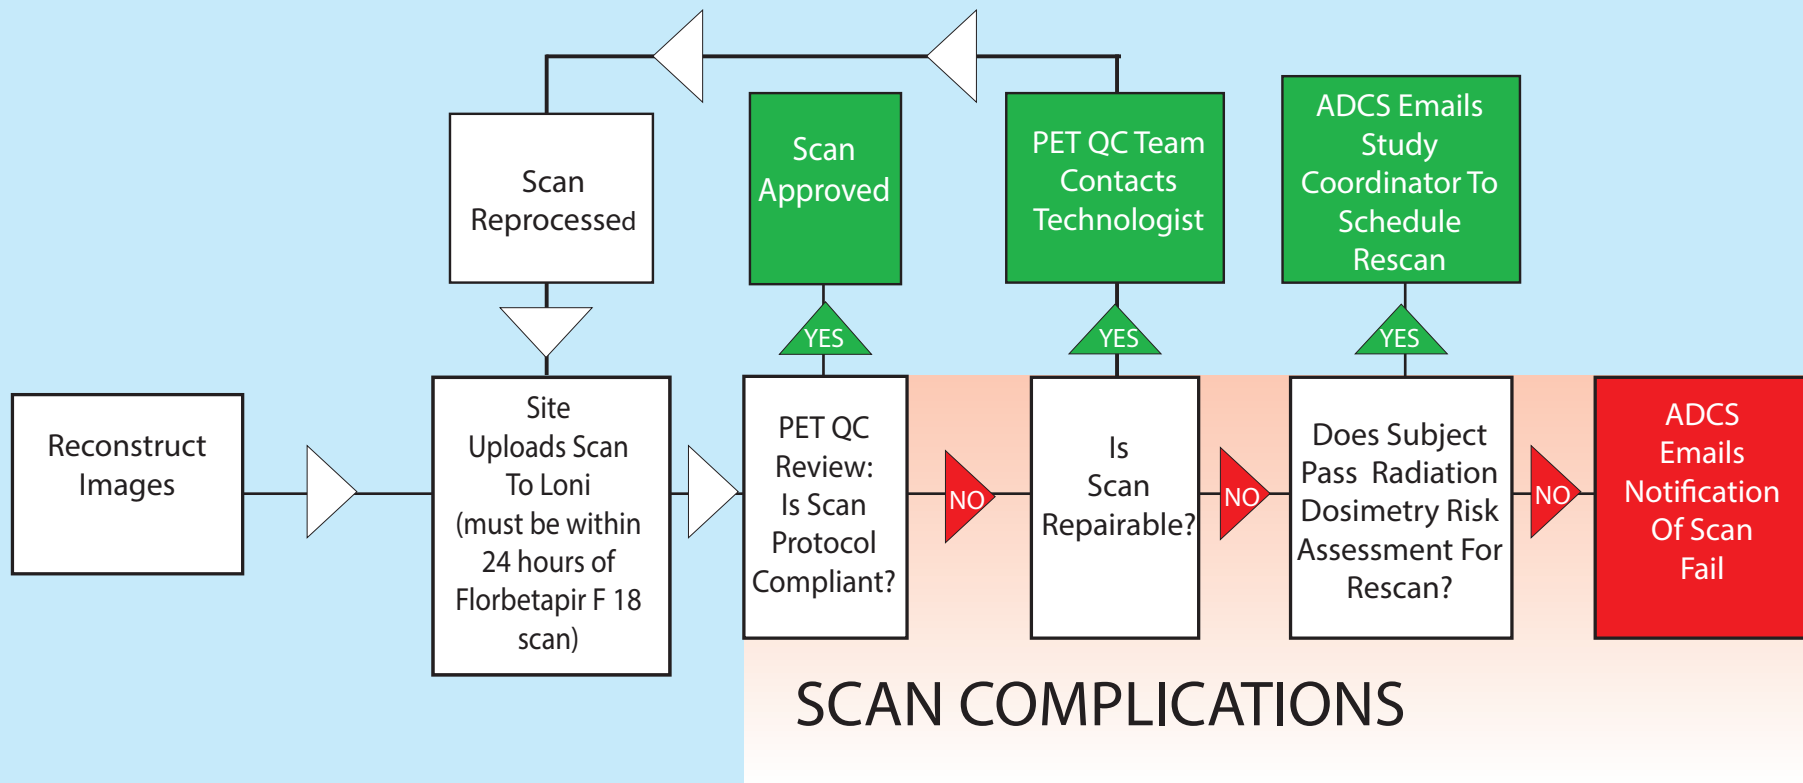 Scan
Reprocessed
Scan
Approved
PET QC Team
Contacts
Technologist
ADCS Emails
Study
Coordinator To
Schedule
Rescan
YES
YES
YES
Reconstruct
Images
Site
Uploads Scan
To Loni
(must be within
24 hours of
Florbetapir F 18
scan)
PET QC
Review:
Is Scan
Protocol
Compliant?
NO
Is
Scan
Repairable?
NO
Does Subject
Pass Radiation
Dosimetry Risk
Assessment For
Rescan?
NO
ADCS
Emails
Notification
Of Scan
Fail
SCAN COMPLICATIONS